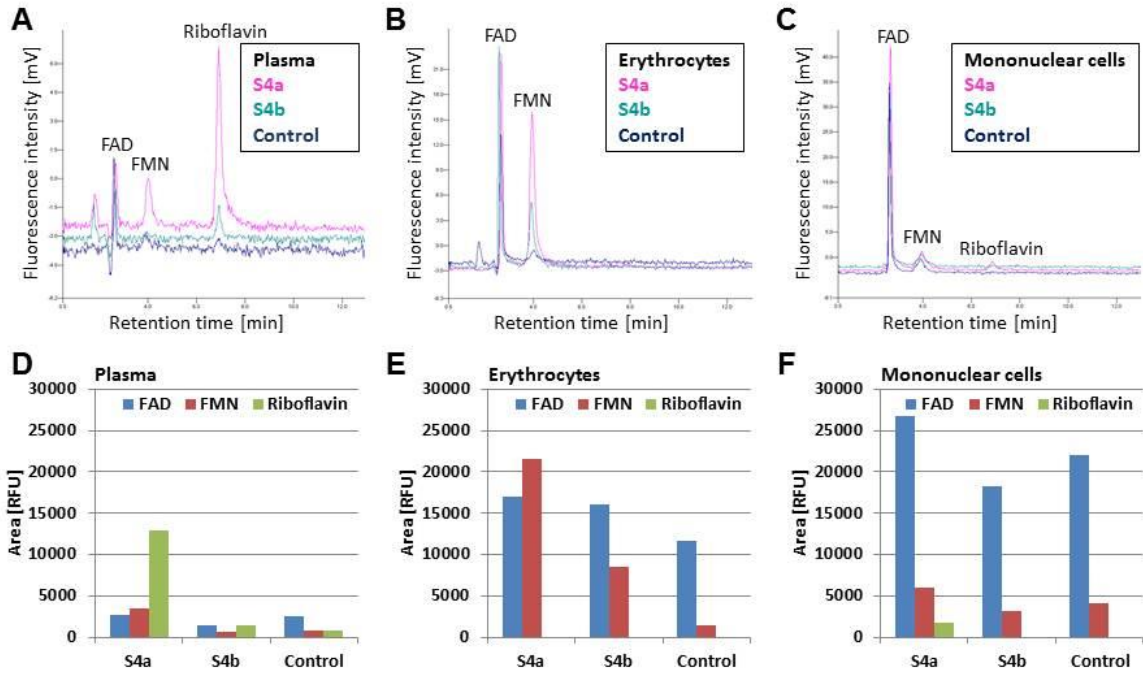 A
Riboflavin
Plasma
S4a
S4b
Control
FAD
FMN
Fluorescence intensity [mV]
Retention time [min]
B
FAD
FMN
Erythrocytes
S4a
S4b
Control
Fluorescence intensity [mV]
Retention time [min]
C
FAD
Mononuclear cells
S4a
S4b
Control
FMN
Riboflavin
Fluorescence intensity [mV]
Retention time [min]
D
Plasma
FAD FMN Riboflavin
30000
25000
20000
15000
10000
5000
0
Area [RFU]
S4a S4b Control
E
Erythrocytes
FAD FMN Riboflavin
30000
25000
20000
15000
10000
5000
0
Area [RFU]
S4a S4b Control
F
Mononuclear cells
FAD FMN Riboflavin
30000
25000
20000
15000
10000
5000
0
Area [RFU]
S4a S4b Control